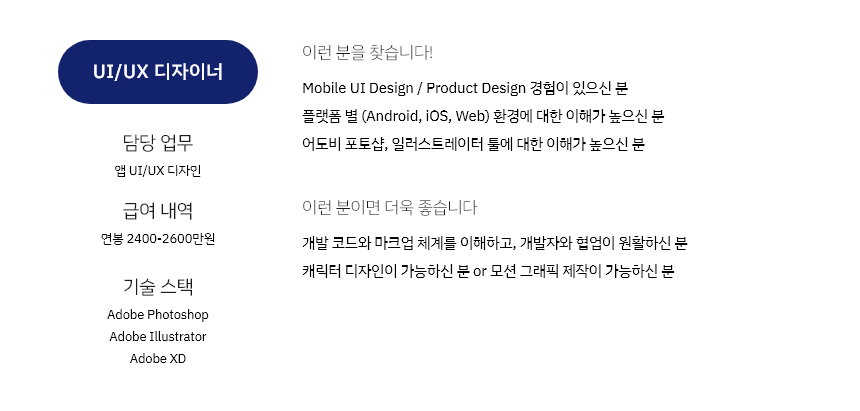 UI/UX 디자이너
담당 업무
앱 UI/UX 디자인
급여 내역
연봉 2400-2600만원
기술 스택
Adobe Photoshop
Adobe Illustrator
Adobe XD
이런 분을 찾습니다!
Mobile UI Design / Product Design 경험이 있으신 분
플랫폼 별 (Android, iOS, Web) 환경에 대한 이해가 높으신 분
어도비 포토샵, 일러스트레이터 툴에 대한 이해가 높으신 분
이런 분이면 더욱 좋습니다
개발 코드와 마크업 체계를 이해하고, 개발자와 협업이 원활하신 분
캐릭터 디자인이 가능하신 분 or 모션 그래픽 제작이 가능하신 분